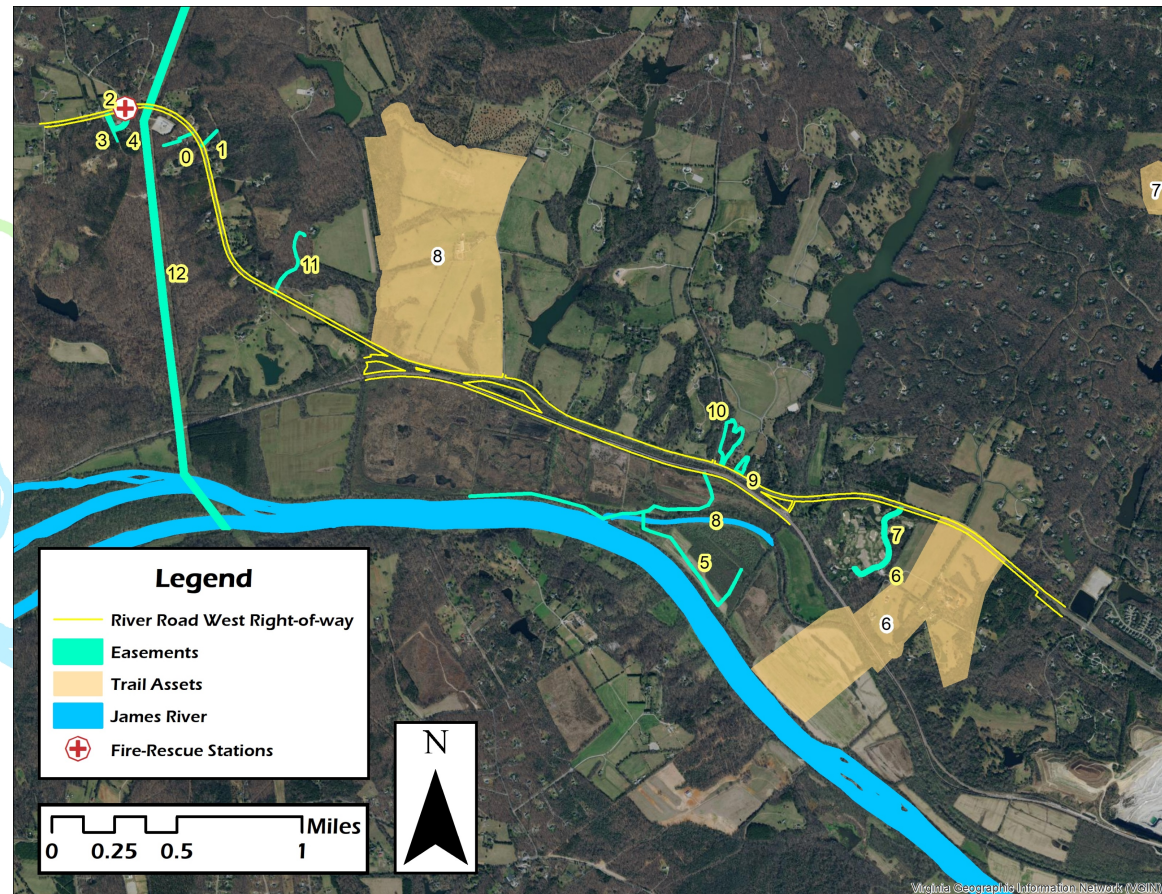 2
3
4
0
1
12
11
8
7
10
9
8
5
7
6
6
Legend
River Road West Right-of-way
Easements
Trail Assets
James River
Fire-Rescue Stations
N
Miles
0 0.25 0.5 1
Virginia Geographic Information Network (VGIN)